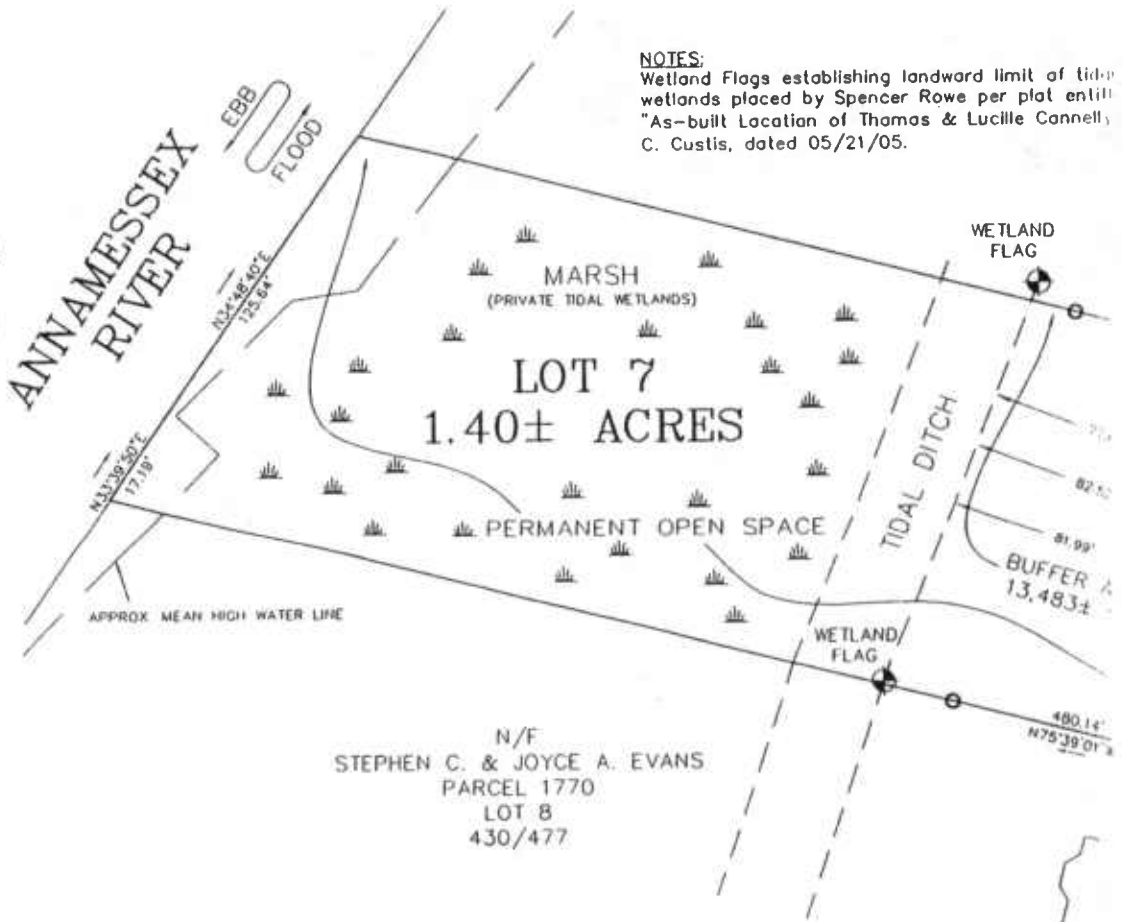 NOTES:
Wetland Flags establishing landward limit of
wetlands placed by Spencer Rowe per plat
"As-built Location of Thomas & Lucille Connelly
C. Custis, dated 05/21/05.
EBB
FLOOD
ANNAMESSEX
RIVER
N34°48'40"E
125.64'
N33°39'50"E
17.19'
MARSH
(PRIVATE TIDAL WETLANDS)
LOT 7
1.40± ACRES
PERMANENT OPEN SPACE
WETLAND
FLAG
TIDAL DITCH
82.52
81.99'
BUFFER
13,483±
APPROX MEAN HIGH WATER LINE
WETLAND
FLAG
480.14'
N75°39'01"
N/F
STEPHEN C. & JOYCE A. EVANS
PARCEL 1770
LOT 8
430/477